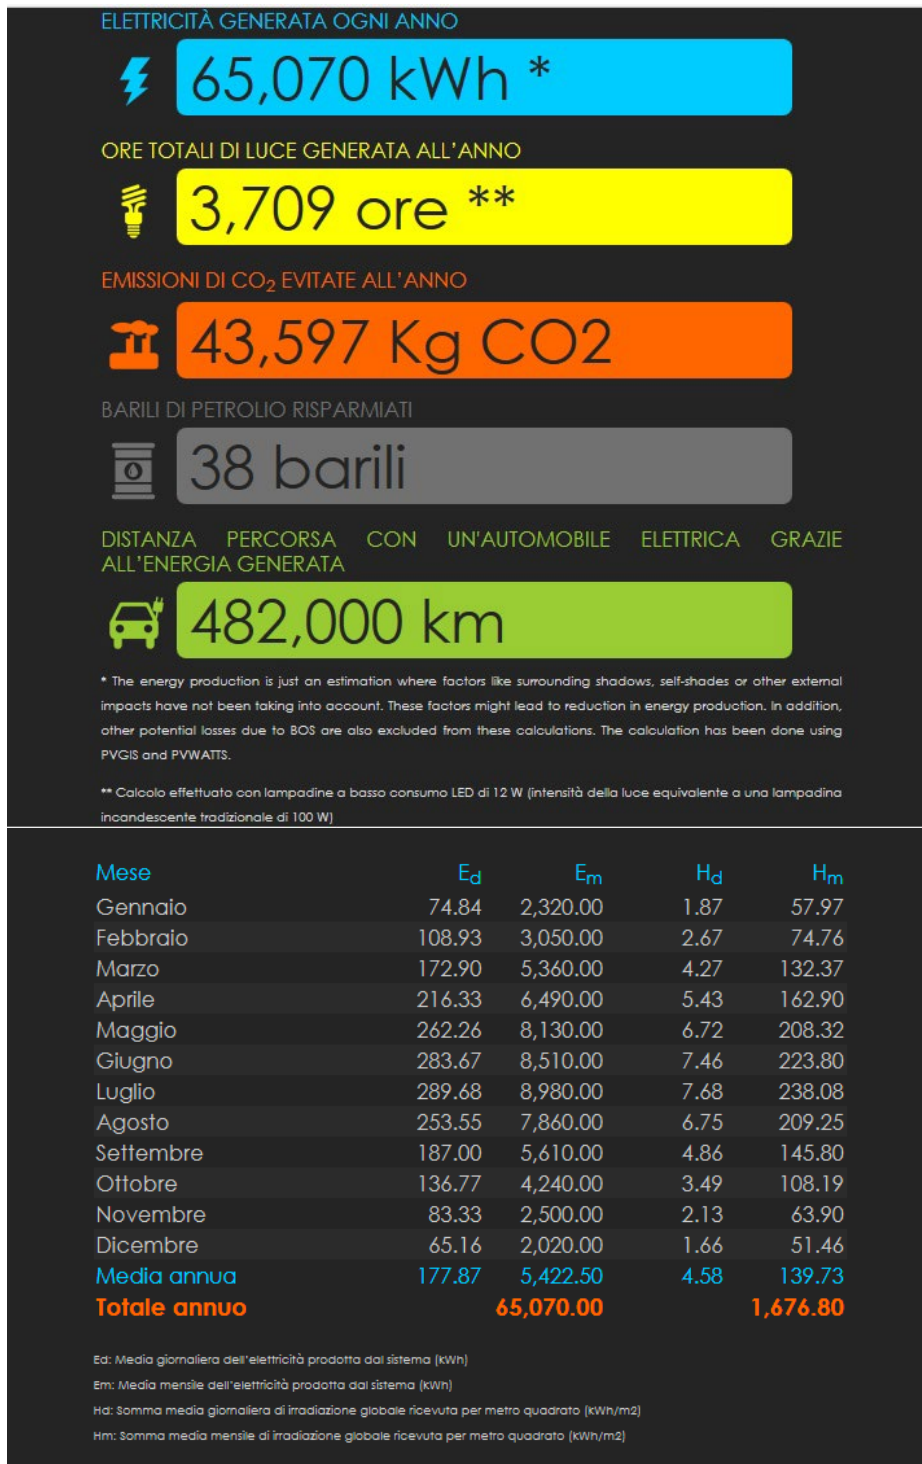 ELETTRICITÀ GENERATA OGNI ANNO
65,070 kWh *
ORE TOTALI DI LUCE GENERATA ALL'ANNO
3,709 ore **
EMISSIONI DI CO2 EVITATE ALL'ANNO
43,597 Kg CO2
BARILI DI PETROLIO RISPARMIATI
38 barili
DISTANZA PERCORSA CON UN'AUTOMOBILE ELETTRICA GRAZIE
ALL'ENERGIA GENERATA
482,000 km
* The energy production is just an estimation where factors like surrounding shadows, self-shades or other external
impacts have not been taking into account. These factors might lead to reduction in energy production. In addition,
other potential losses due to BOS are also excluded from these calculations. The calculation has been done using
PVGIS and PVWATTS.
** Calcolo effettuato con lampadine a basso consumo LED di 12 W (intensità della luce equivalente a una lampadina
incandescente tradizionale di 100 W)
Mese Ed Em Hd Hm
Gennaio 74.84 2,320.00 1.87 57.97
Febbraio 108.93 3,050.00 2.67 74.76
Marzo 172.90 5,360.00 4.27 132.37
Aprile 216.33 6,490.00 5.43 162.90
Maggio 262.26 8,130.00 6.72 208.32
Giugno 283.67 8,510.00 7.46 223.80
Luglio 289.68 8,980.00 7.68 238.08
Agosto 253.55 7,860.00 6.75 209.25
Settembre 187.00 5,610.00 4.86 145.80
Ottobre 136.77 4,240.00 3.49 108.19
Novembre 83.33 2,500.00 2.13 63.90
Dicembre 65.16 2,020.00 1.66 51.46
Media annua 177.87 5,422.50 4.58 139.73
Totale annuo 65,070.00 1,676.80
Ed: Media giornaliera dell'elettricità prodotta dal sistema (kWh)
Em: Media mensile dell'elettricità prodotta dal sistema (kWh)
Hd: Somma media giornaliera di irradiazione globale ricevuta per metro quadrato (kWh/m2)
Hm: Somma media mensile di irradiazione globale ricevuta per metro quadrato (kWh/m2)